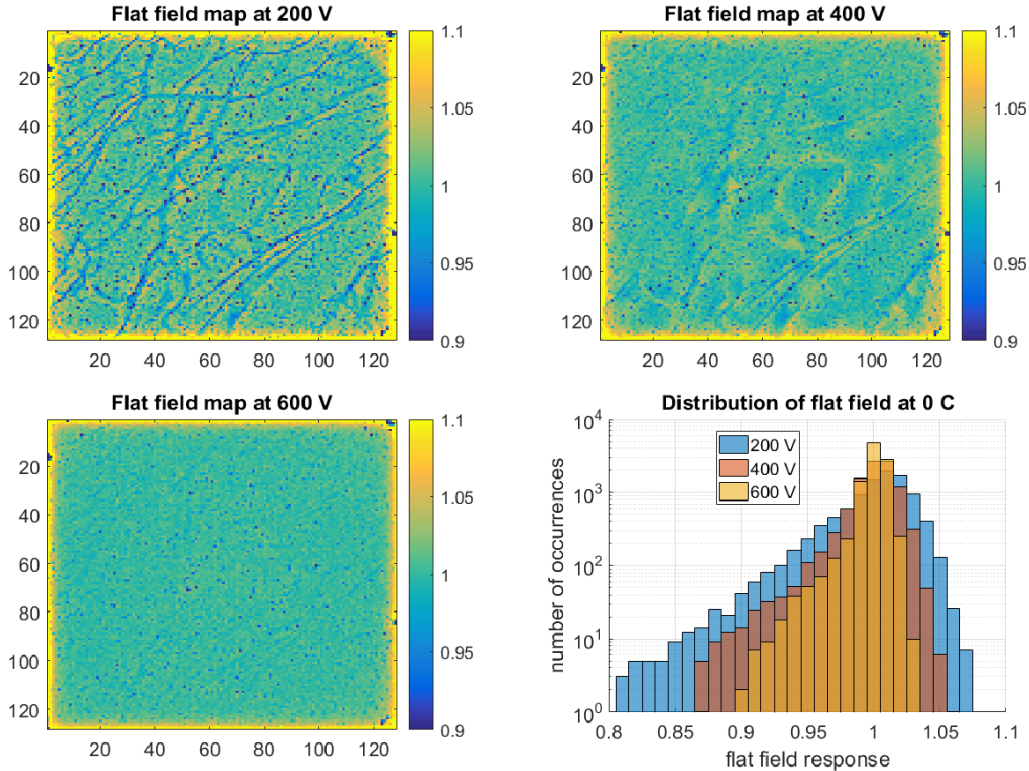 Flat field map at 200 V
20
40
60
80
100
120
20 40 60 80 100 120
1.1
1.05
1
0.95
0.9
Flat field map at 400 V
20
40
60
80
100
120
20 40 60 80 100 120
1.1
1.05
1
0.95
0.9
Flat field map at 600 V
20
40
60
80
100
120
20 40 60 80 100 120
1.1
1.05
1
0.95
0.9
Distribution of flat field at 0 C
number of occurrences
10^4
10^3
10^2
10^1
10^0
200 V
400 V
600 V
0.8 0.85 0.9 0.95 1 1.05 1.1
flat field response